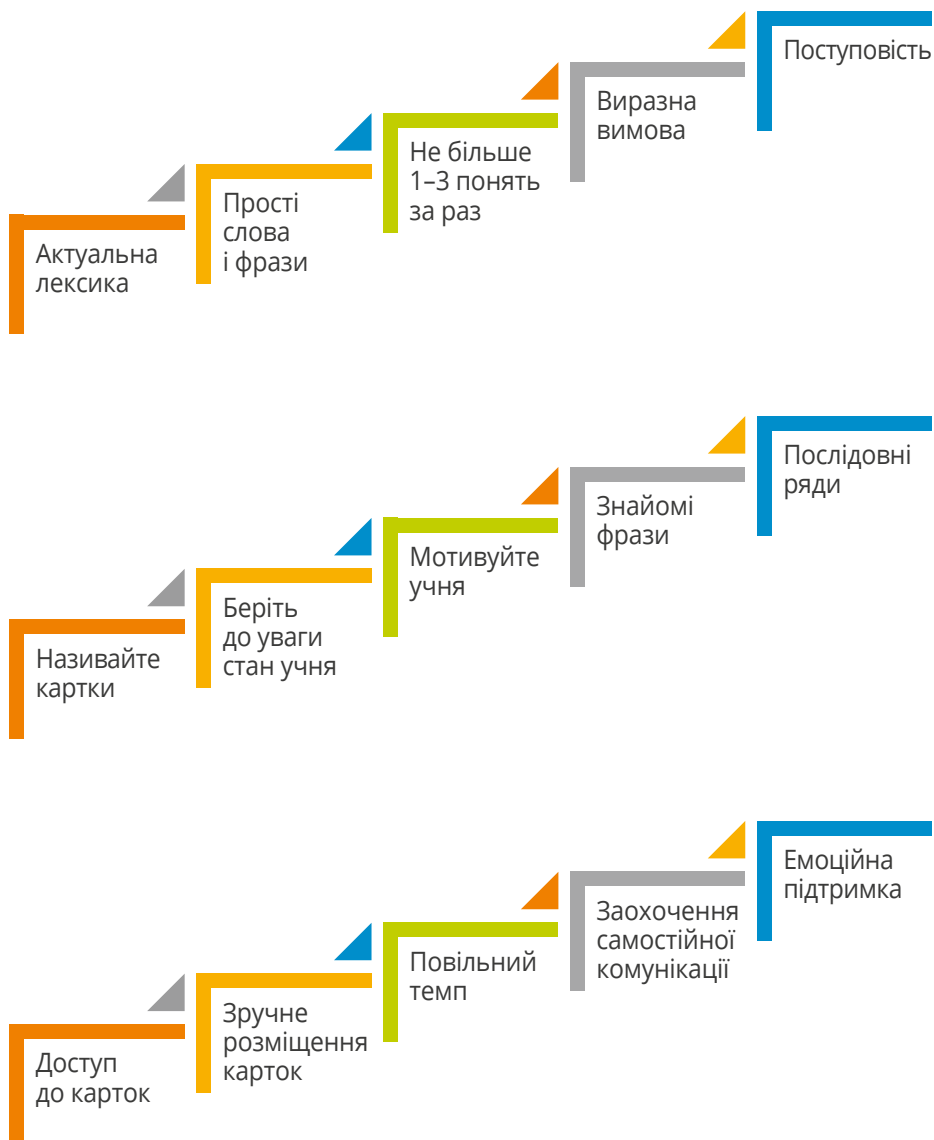 Актуальна
лексика
Прості
слова
і фрази
Не більше
1–3 понять
за раз
Виразна
вимова
Поступовість
Називайте
картки
Беріть
до уваги
стан учня
Мотивуйте
учня
Знайомі
фрази
Послідовні
ряди
Доступ
до карток
Зручне
розміщення
карток
Повільний
темп
Заохочення
самостійної
комунікації
Емоційна
підтримка